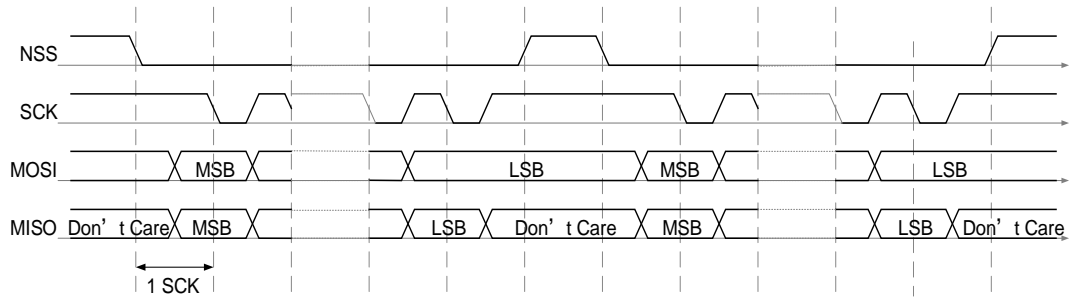 NSS
SCK
MOSI MSB LSB MSB LSB
MISO Don’t Care MSB LSB Don’t Care MSB LSB Don’t Care
1 SCK